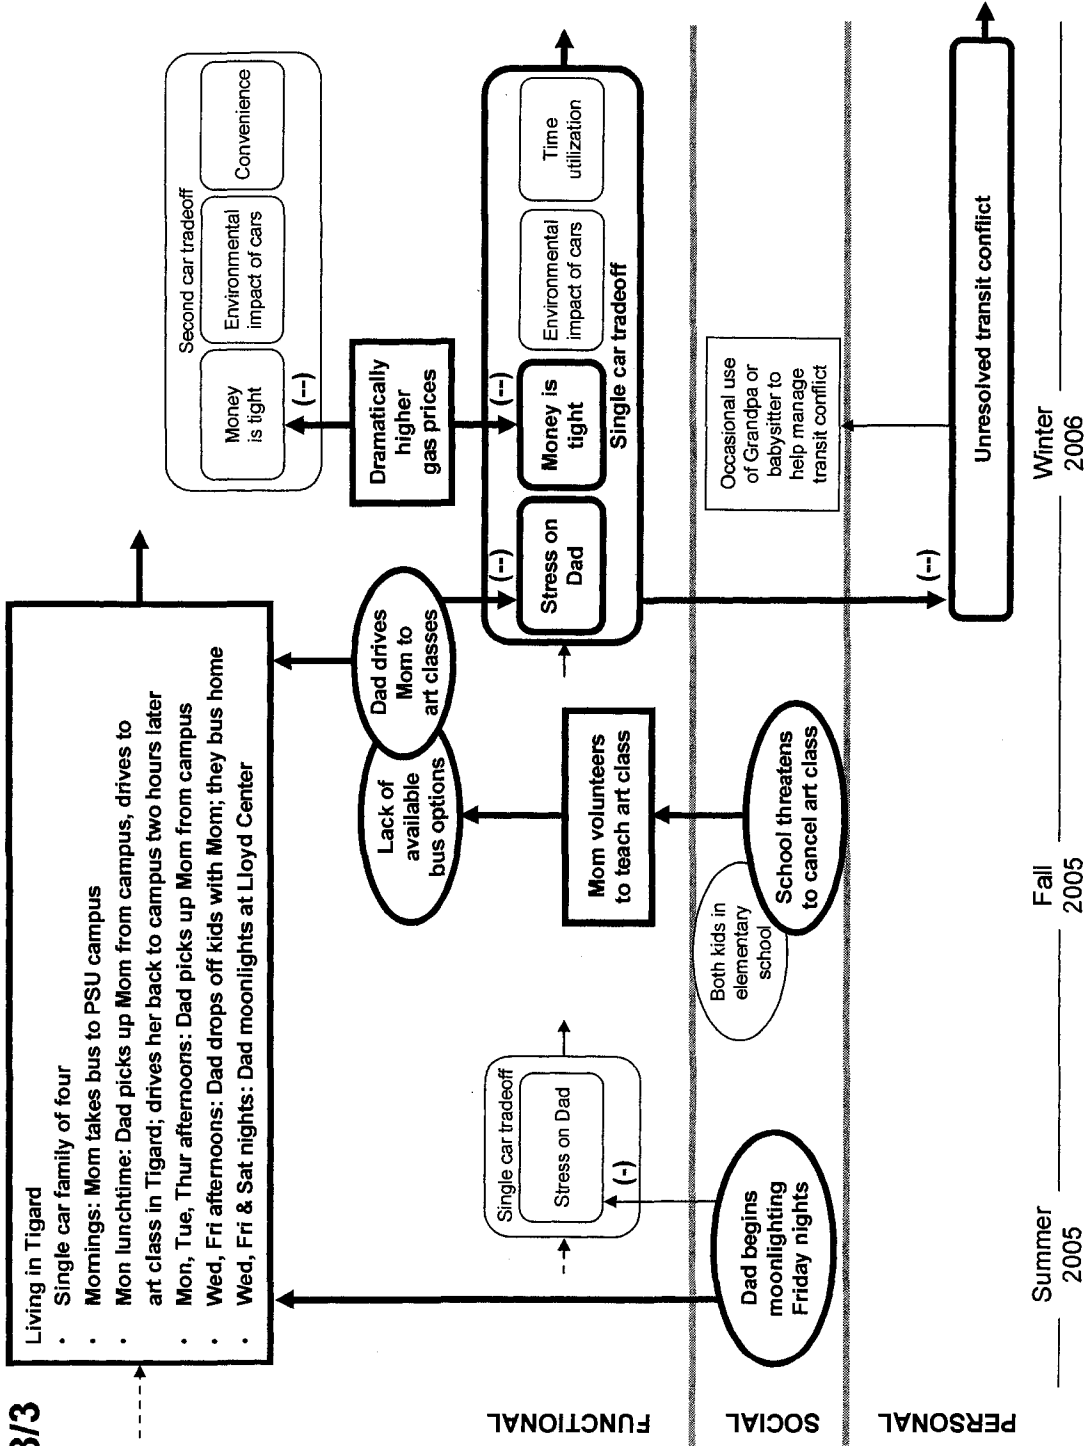 3/3
Living in Tigard
• Single car family of four
• Mornings: Mom takes bus to PSU campus
• Mon lunchtime: Dad picks up Mom from campus, drives to
art class in Tigard; drives her back to campus two hours later
• Mon, Tue, Thur afternoons: Dad picks up Mom from campus
• Wed, Fri afternoons: Dad drops off kids with Mom; they bus home
• Wed, Fri & Sat nights: Dad moonlights at Lloyd Center
Second car tradeoff
Money
is tight
Environmental
impact of cars
Convenience
(--)
Dramatically
higher
gas prices
(--)
Lack of
available
bus options
Dad drives
Mom to
art classes
(--)
FUNCTIONAL
Single car tradeoff
Stress on Dad
(-)
Mom volunteers
to teach art class
Stress on
Dad
Money is
tight
Environmental
impact of cars
Time
utilization
Single car tradeoff
SOCIAL
Dad begins
moonlighting
Friday nights
Both kids in
elementary
school
School threatens
to cancel art class
Occasional use
of Grandpa or
babysitter to
help manage
transit conflict
PERSONAL
(--)
Unresolved transit conflict
Summer
2005
Fall
2005
Winter
2006